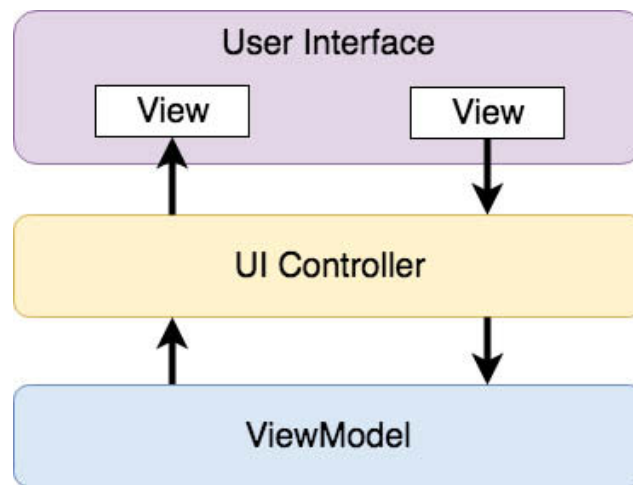 User Interface
View
View
UI Controller
ViewModel